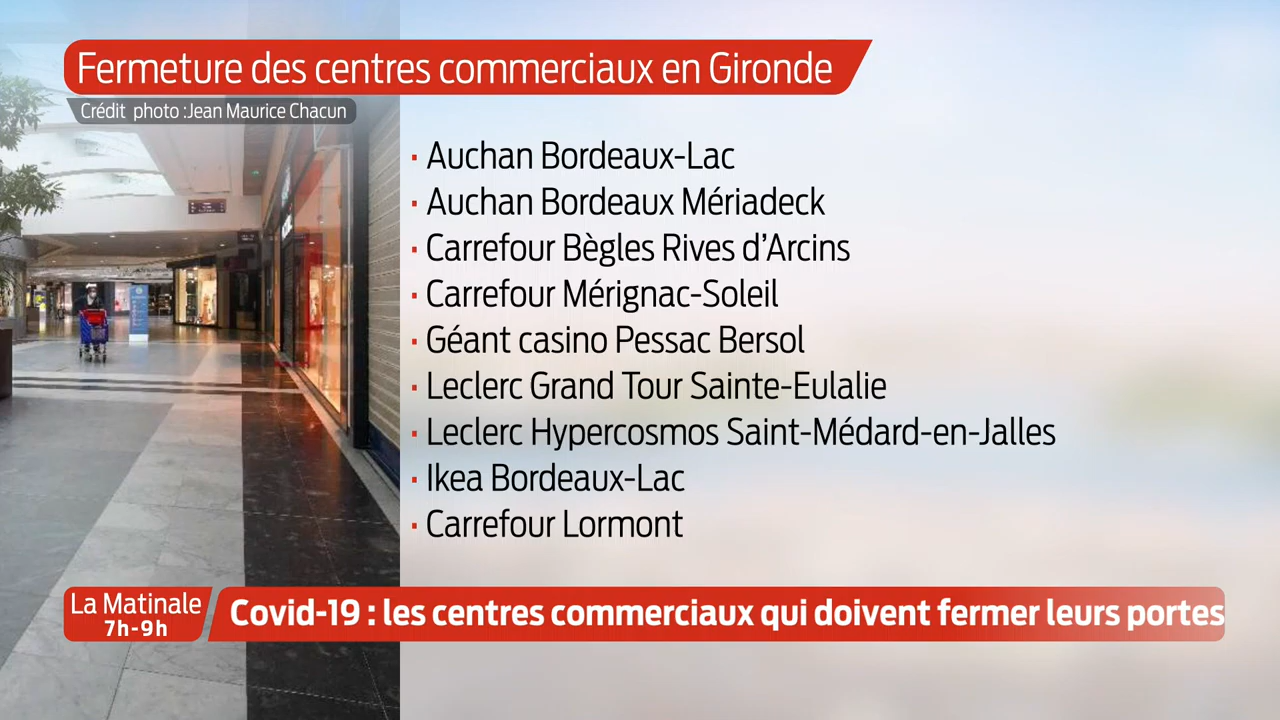 Fermeture des centres commerciaux en Gironde
Crédit photo :Jean Maurice Chacun
· Auchan Bordeaux-Lac
· Auchan Bordeaux Mériadeck
· Carrefour Bègles Rives d’Arcins
· Carrefour Mérignac-Soleil
· Géant casino Pessac Bersol
· Leclerc Grand Tour Sainte-Eulalie
· Leclerc Hypercosmos Saint-Médard-en-Jalles
· Ikea Bordeaux-Lac
· Carrefour Lormont
La Matinale
7h-9h
Covid-19 : les centres commerciaux qui doivent fermer leurs portes